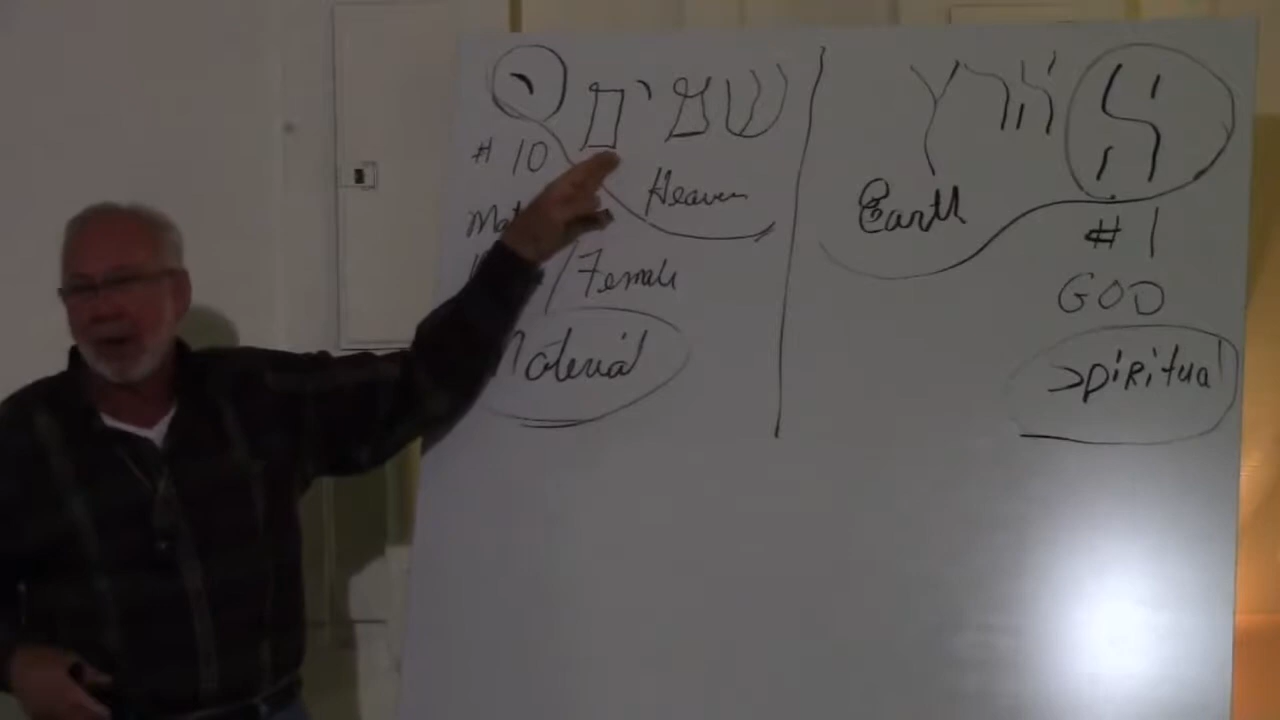 שמים
י
# 10
Heaven
/Female
Material
א
ארץ
Earth
# 1
GOD
Spiritual